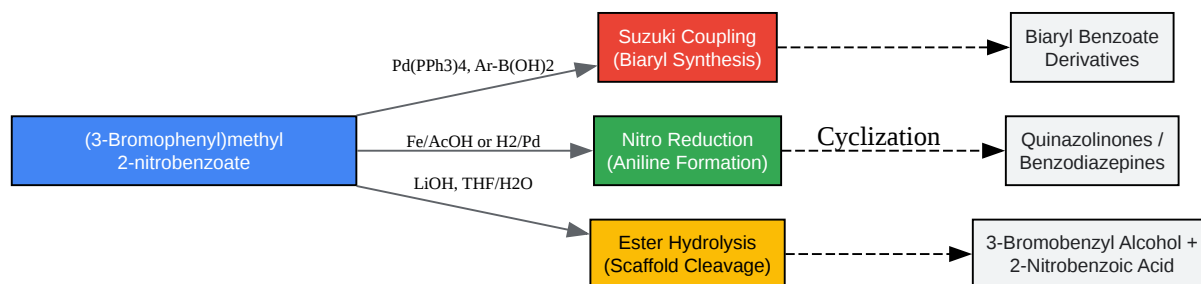 (3-Bromophenyl)methyl
2-nitrobenzoate
Pd(PPh3)4, Ar-B(OH)2
Suzuki Coupling
(Biaryl Synthesis)
Biaryl Benzoate
Derivatives
Fe/AcOH or H2/Pd
Nitro Reduction
(Aniline Formation)
Cyclization
Quinazolinones /
Benzodiazepines
LiOH, THF/H2O
Ester Hydrolysis
(Scaffold Cleavage)
3-Bromobenzyl Alcohol +
2-Nitrobenzoic Acid